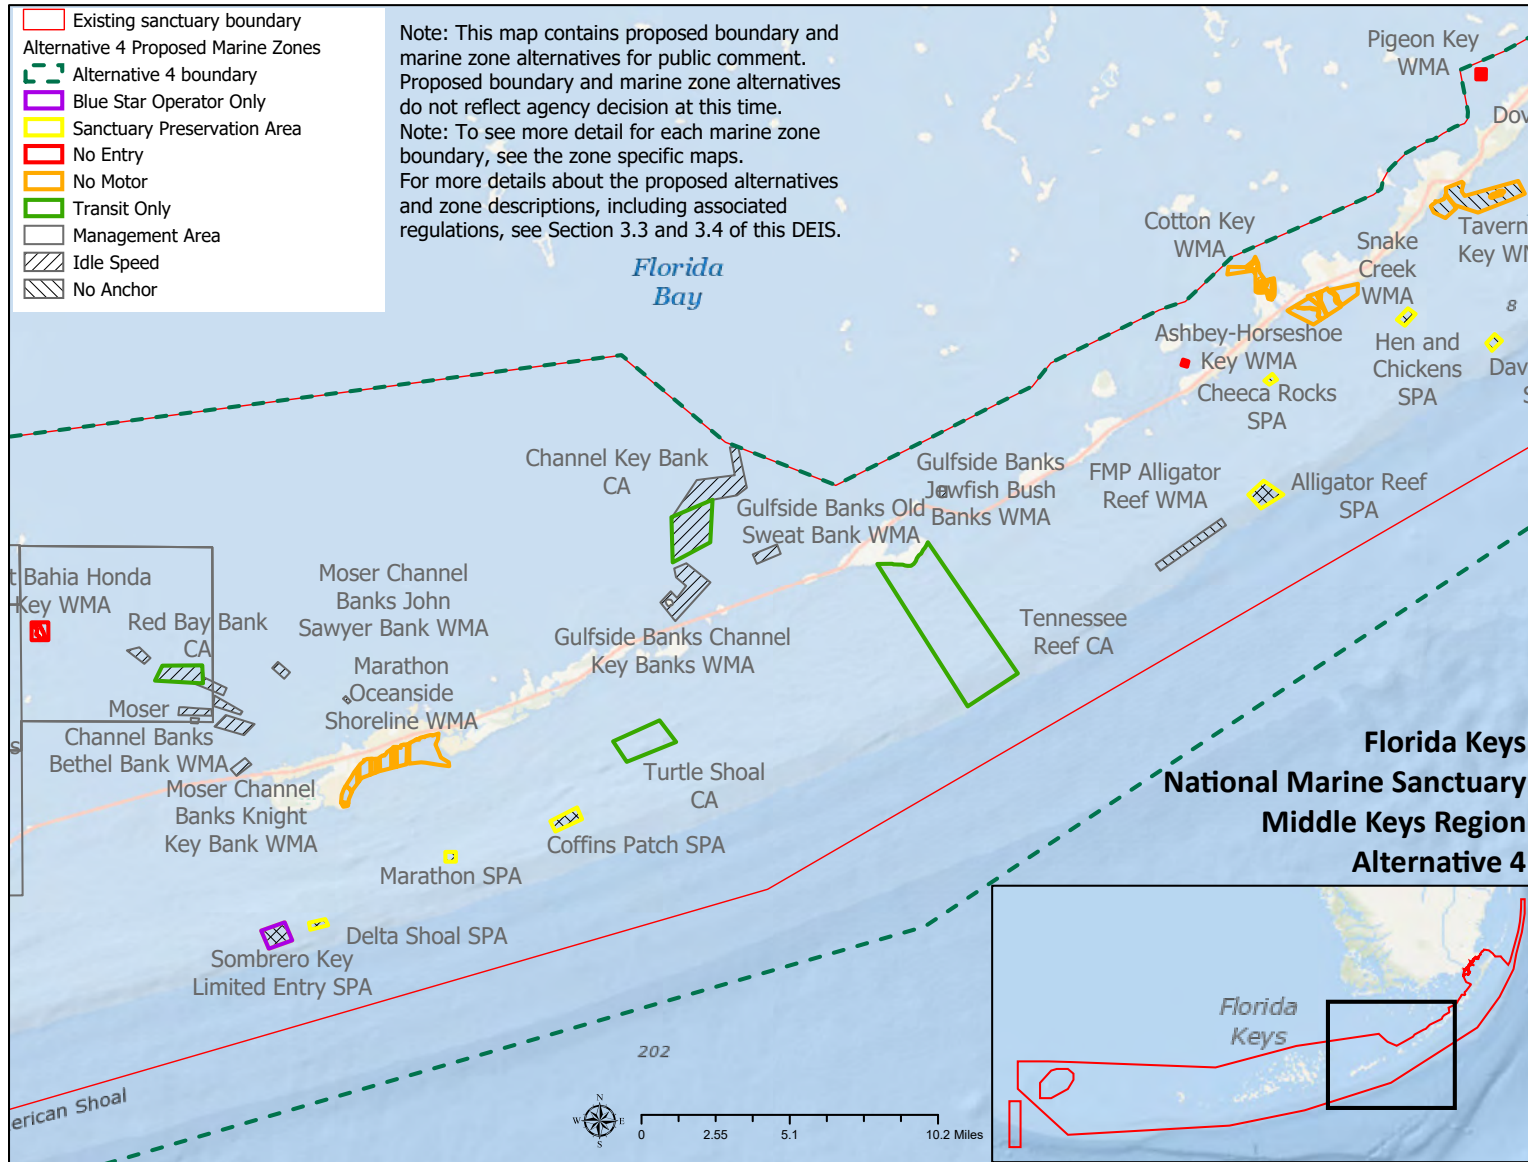 Existing sanctuary boundary
Alternative 4 Proposed Marine Zones
Alternative 4 boundary
Blue Star Operator Only
Sanctuary Preservation Area
No Entry
No Motor
Transit Only
Management Area
Idle Speed
No Anchor
Note: This map contains proposed boundary and
marine zone alternatives for public comment.
Proposed boundary and marine zone alternatives
do not reflect agency decision at this time.
Note: To see more detail for each marine zone
boundary, see the zone specific maps.
For more details about the proposed alternatives
and zone descriptions, including associated
regulations, see Section 3.3 and 3.4 of this DEIS.
Florida
Bay
Pigeon Key
WMA
Dov
Cotton Key
WMA
Snake
Creek
WMA
Tavern
Key WM
8
Ashbey-Horseshoe
Key WMA
Hen and
Chickens
SPA
Dav
S
Cheeca Rocks
SPA
Channel Key Bank
CA
Gulfside Banks
Jewfish Bush
Banks WMA
FMP Alligator
Reef WMA
Alligator Reef
SPA
Gulfside Banks Old
Sweat Bank WMA
t Bahia Honda
Key WMA
Red Bay Bank
CA
Moser Channel
Banks John
Sawyer Bank WMA
Gulfside Banks Channel
Key Banks WMA
Tennessee
Reef CA
Marathon
Oceanside
Shoreline WMA
Moser
Channel Banks
Bethel Bank WMA
s
Moser Channel
Banks Knight
Key Bank WMA
Turtle Shoal
CA
Coffins Patch SPA
Marathon SPA
Delta Shoal SPA
Sombrero Key
Limited Entry SPA
Florida Keys
National Marine Sanctuary
Middle Keys Region
Alternative 4
202
erican Shoal
N
W E
S
0 2.55 5.1 10.2 Miles
Florida
Keys